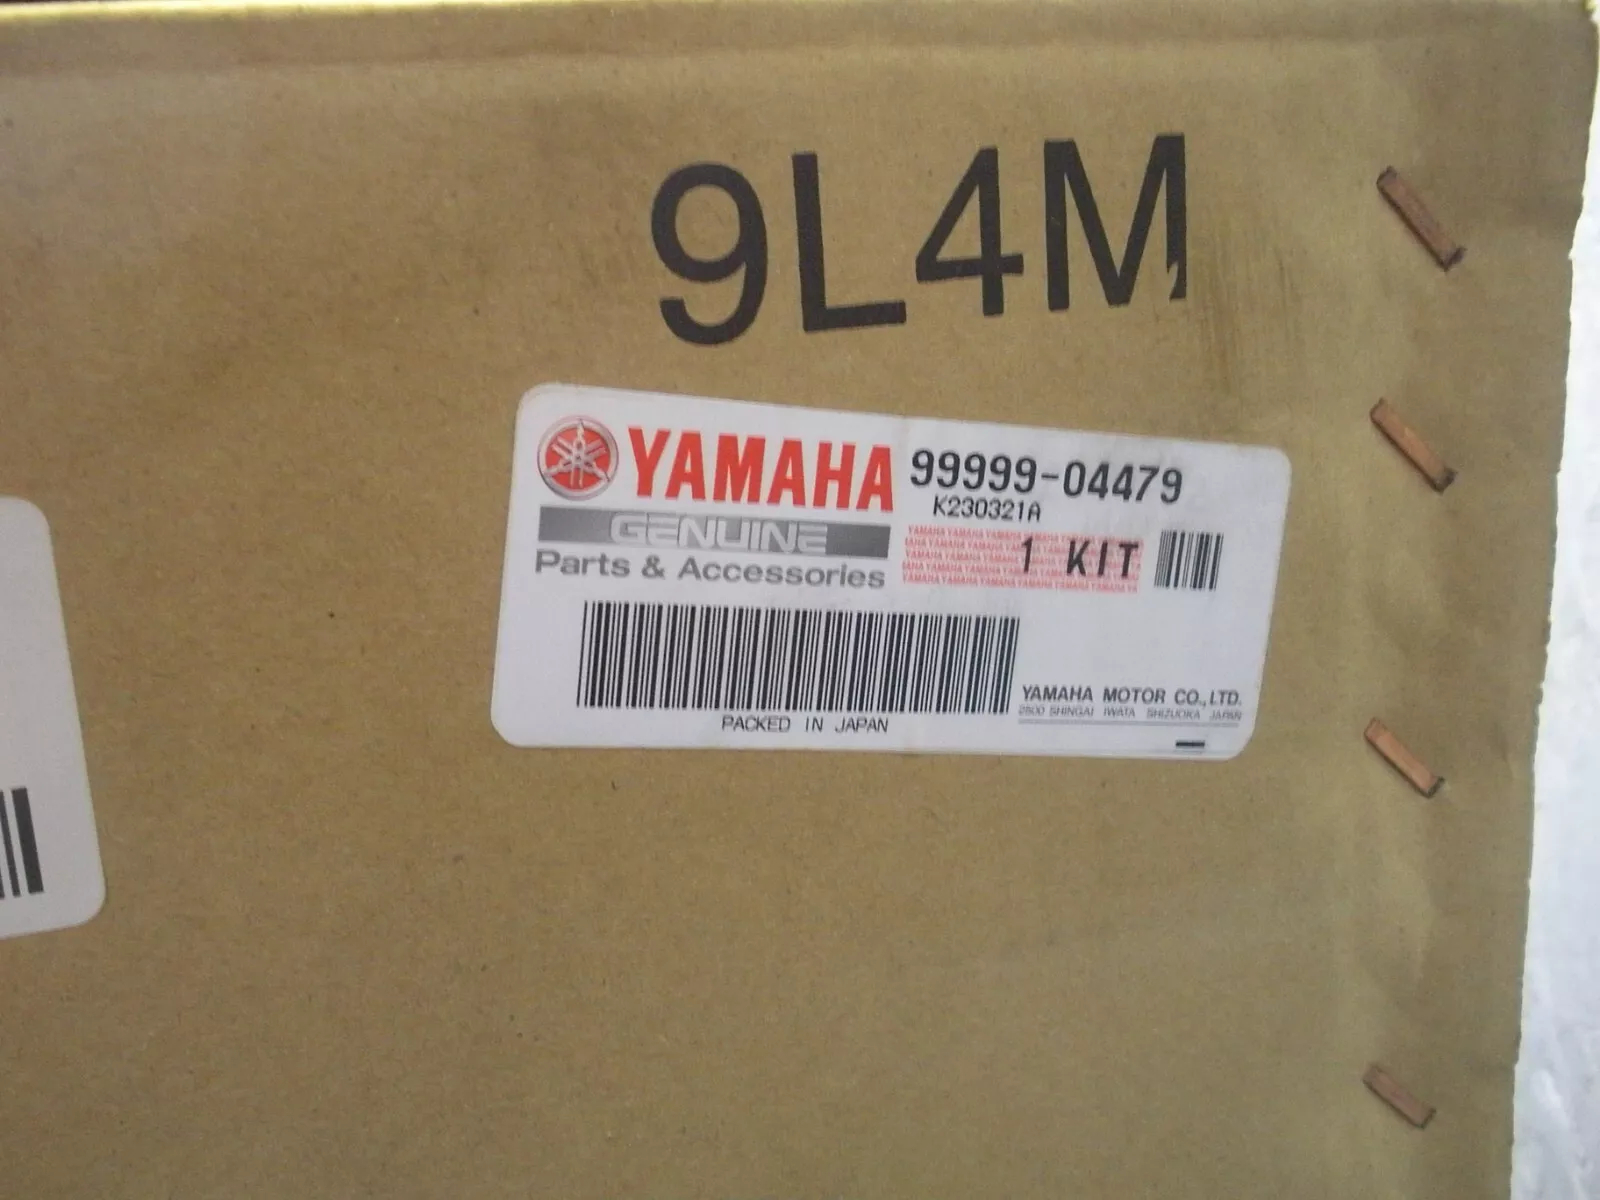 9L4M
YAMAHA 99999-04479
K230321A
GENUINE
1 KIT
Parts & Accessories
YAMAHA MOTOR CO.,LTD.
2500 SHINGAI IWATA SHIZUOKA JAPAN
PACKED IN JAPAN